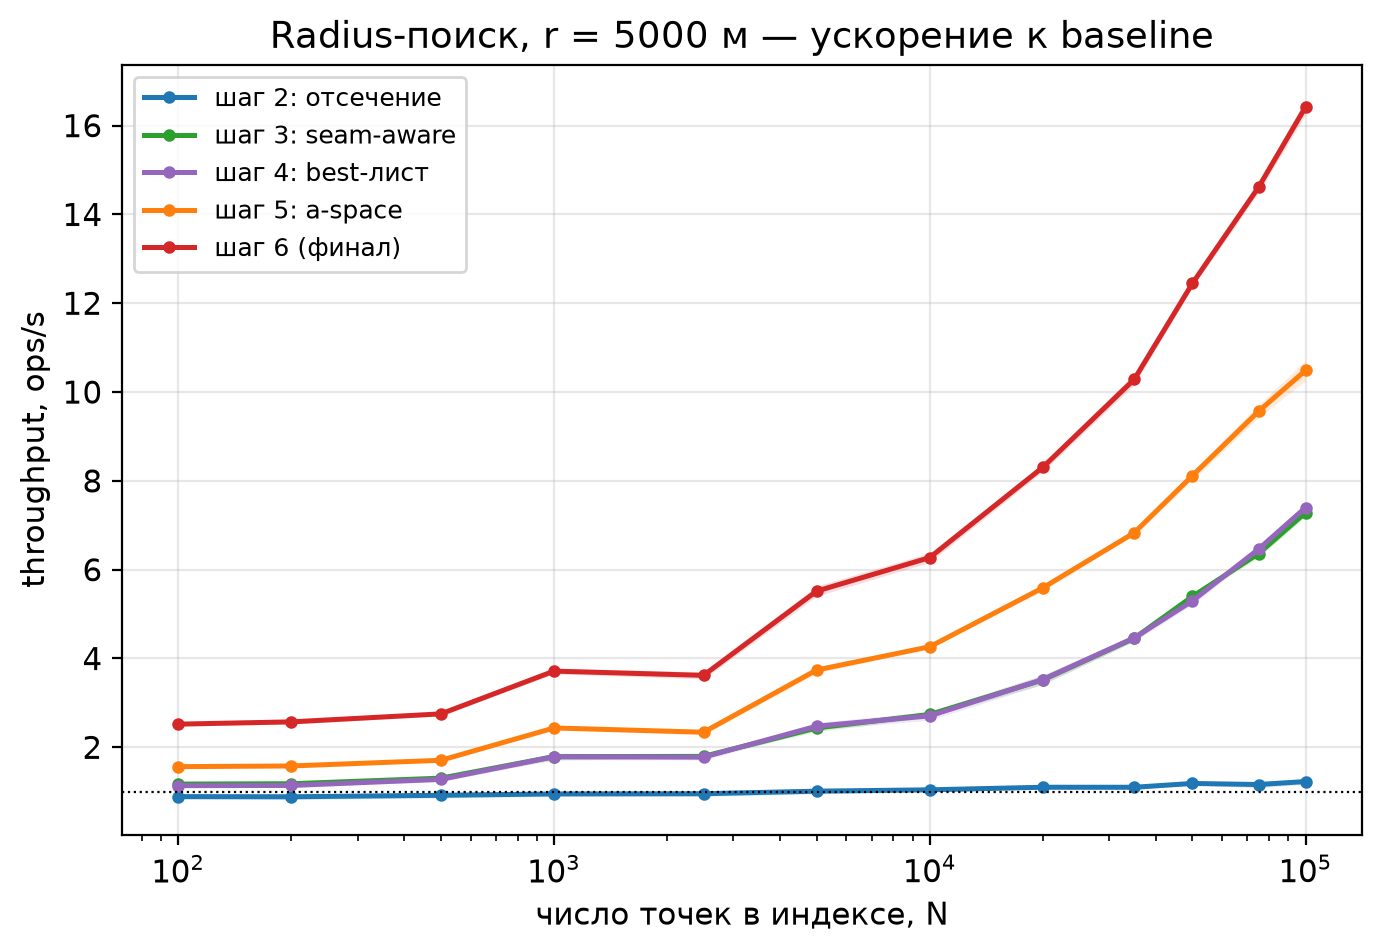 Radius-поиск, r = 5000 м — ускорение к baseline
шаг 2: отсечение
шаг 3: seam-aware
шаг 4: best-лист
шаг 5: a-space
шаг 6 (финал)
throughput, ops/s
16
14
12
10
8
6
4
2
10²
10³
10⁴
10⁵
число точек в индексе, N